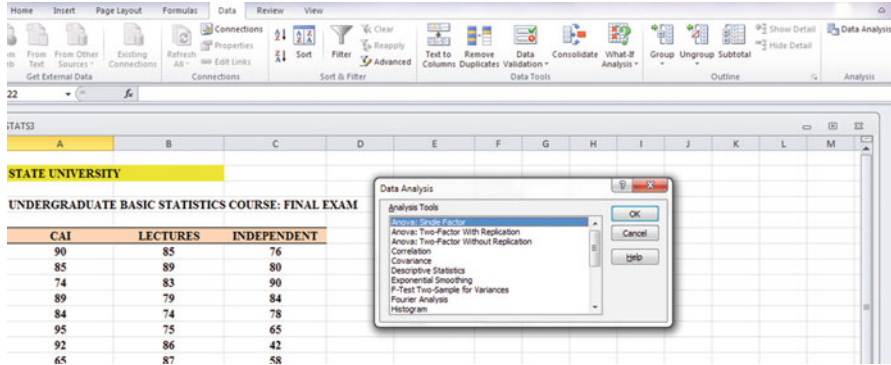 Home Insert Page Layout Formulas Data Review View
From Text From Other Sources Existing Connections Refresh All Connections Properties Edit Links Sort Filter Clear Reapply Advanced Text to Columns Remove Duplicates Data Validation Consolidate What-If Analysis Group Ungroup Subtotal Show Detail Hide Detail Data Analysis
Get External Data Connections Sort & Filter Data Tools Outline Analysis
22 fx
STATS3
A B C D E F G H I J K L M
STATE UNIVERSITY
UNDERGRADUATE BASIC STATISTICS COURSE: FINAL EXAM
CAI LECTURES INDEPENDENT
90 85 76
85 89 80
74 83 90
89 79 84
84 74 78
95 75 65
92 86 42
65 87 58
Data Analysis
Analysis Tools
Anova: Single Factor
Anova: Two-Factor With Replication
Anova: Two-Factor Without Replication
Correlation
Covariance
Descriptive Statistics
Exponential Smoothing
F-Test Two-Sample for Variances
Fourier Analysis
Histogram
OK
Cancel
Help